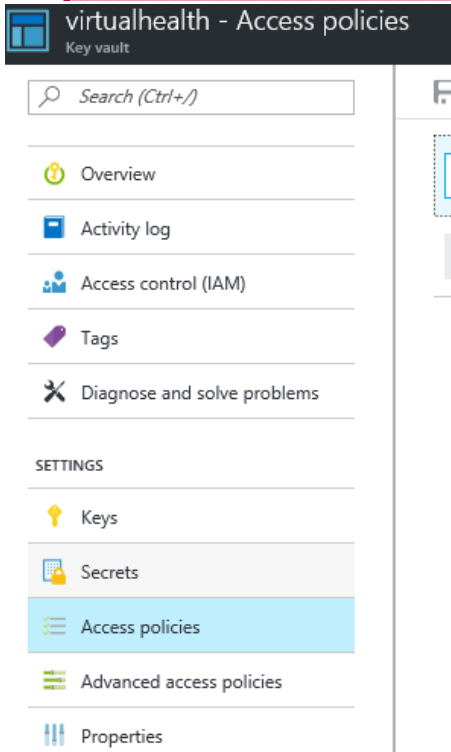 virtualhealth - Access policies
Key vault
Search (Ctrl+/)
Overview
Activity log
Access control (IAM)
Tags
Diagnose and solve problems
SETTINGS
Keys
Secrets
Access policies
Advanced access policies
Properties